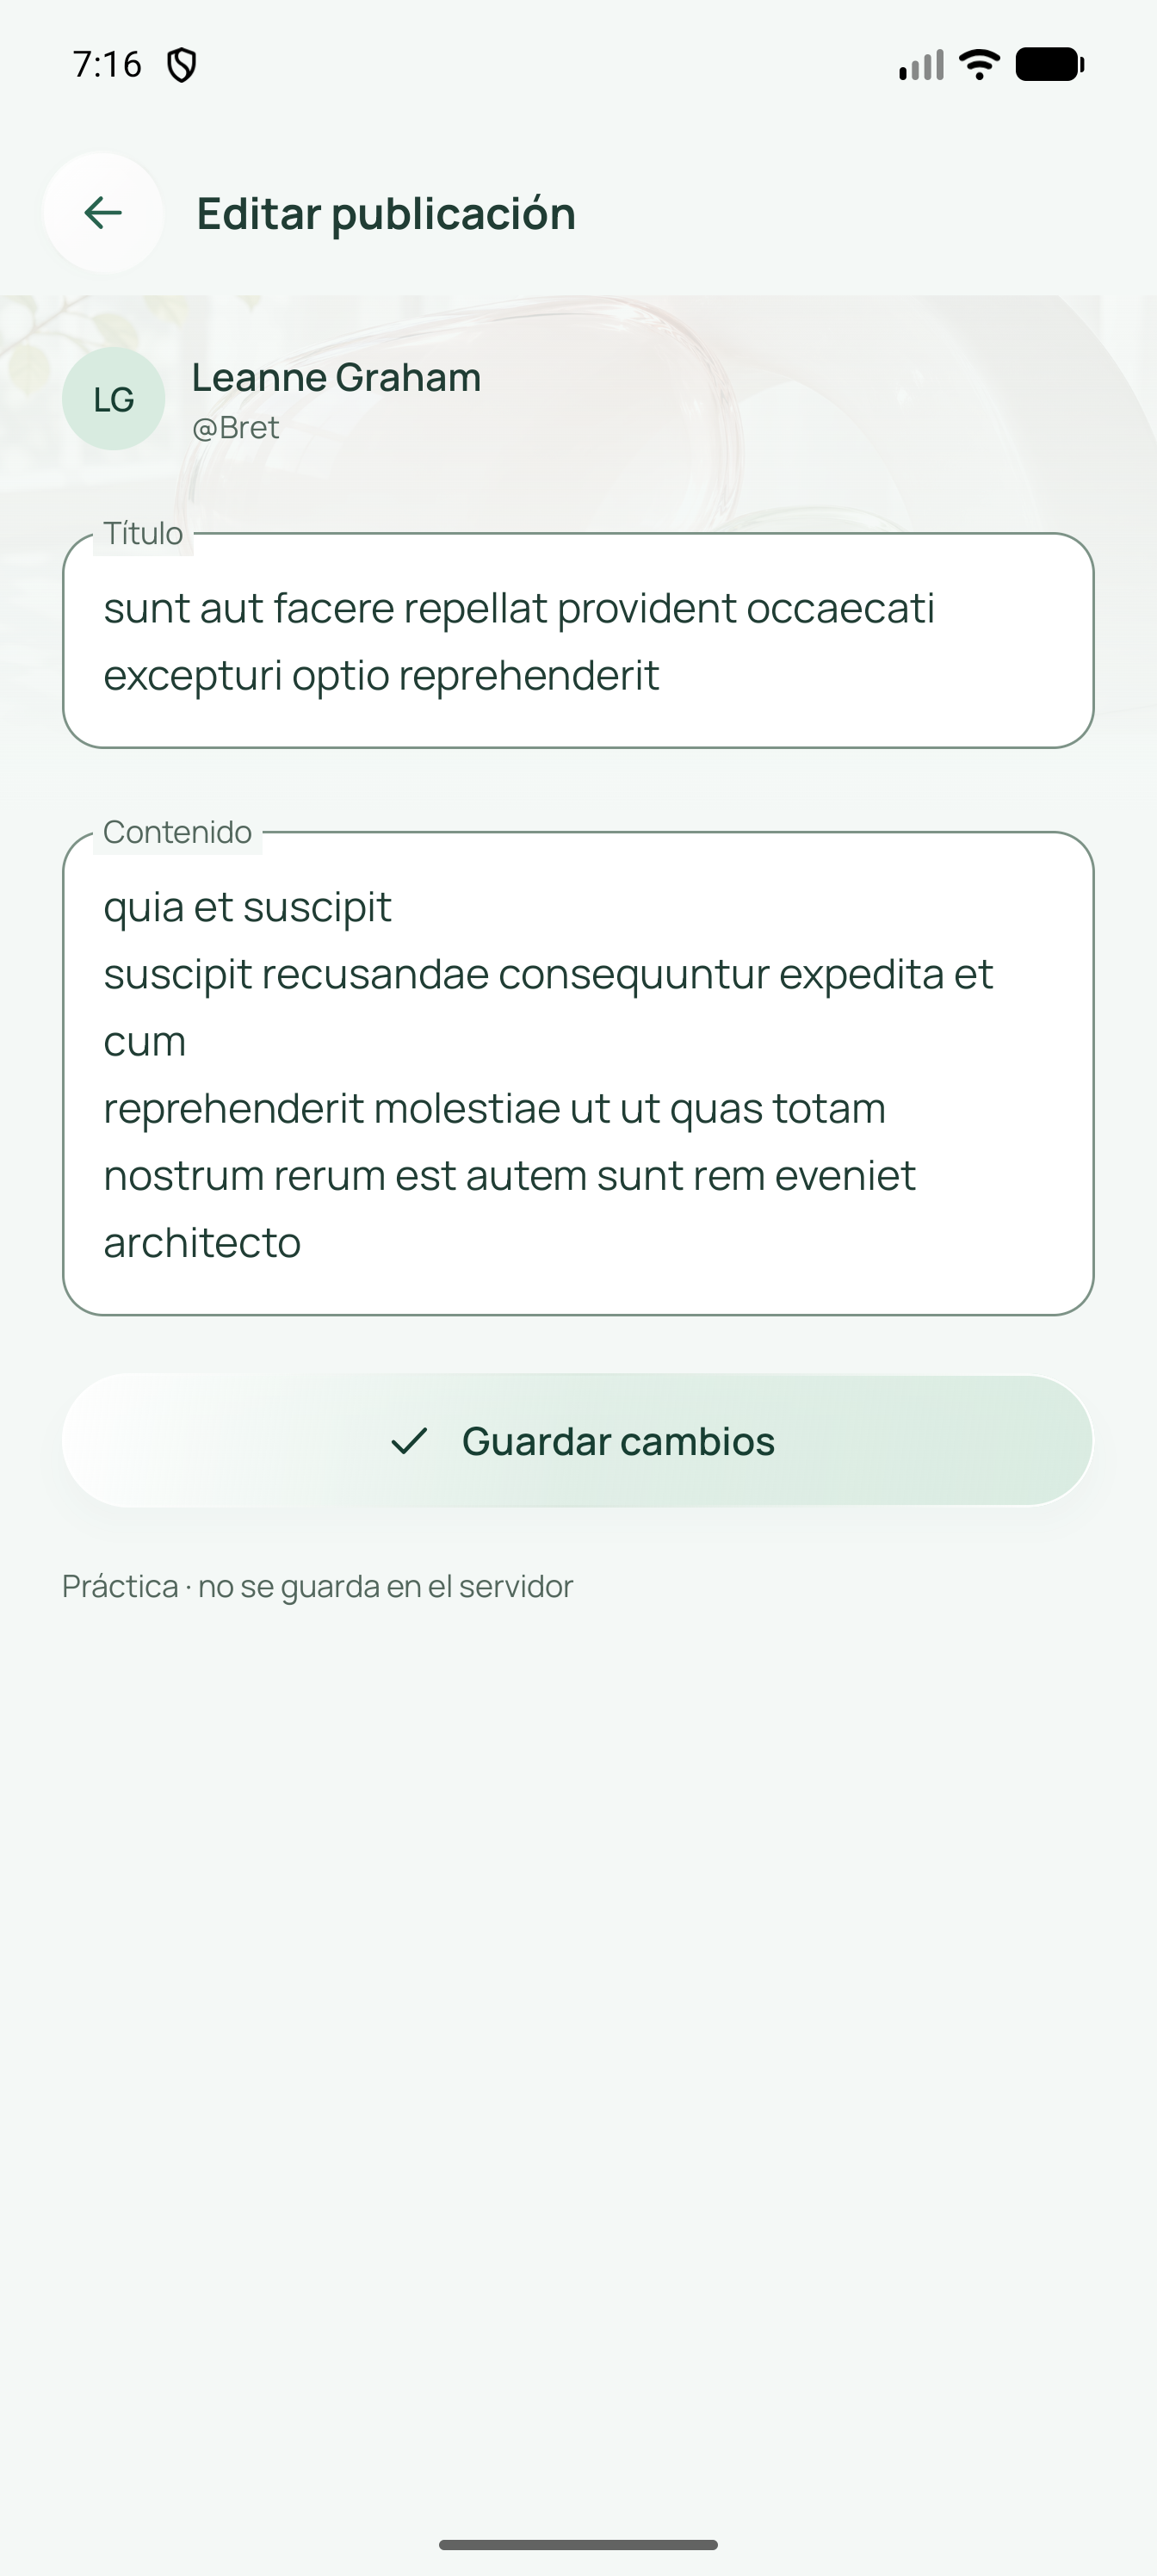 7:16
Editar publicación
LG
Leanne Graham
@Bret
Título
sunt aut facere repellat provident occaecati
excepturi optio reprehenderit
Contenido
quia et suscipit
suscipit recusandae consequuntur expedita et
cum
reprehenderit molestiae ut ut quas totam
nostrum rerum est autem sunt rem eveniet
architecto
Guardar cambios
Práctica · no se guarda en el servidor